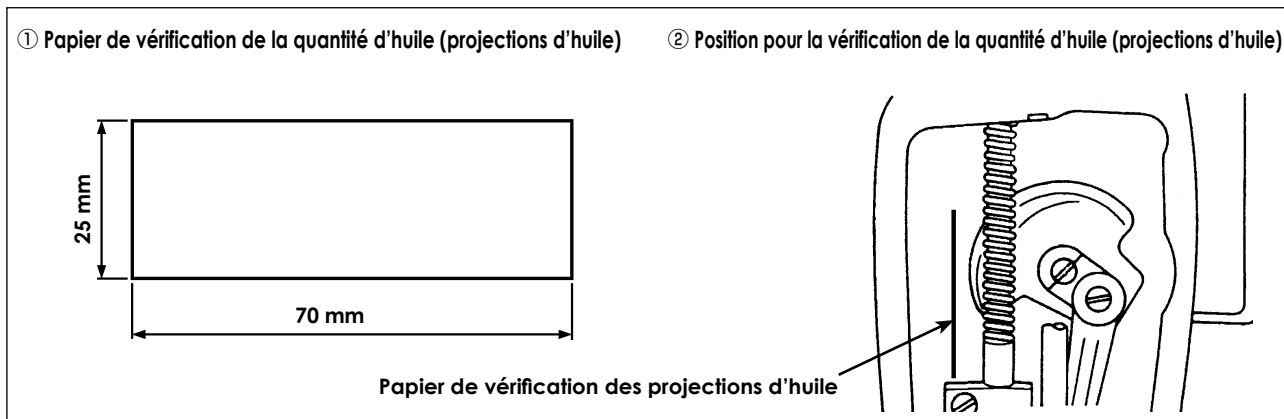 ① Papier de vérification de la quantité d'huile (projections d'huile)
② Position pour la vérification de la quantité d'huile (projections d'huile)
25 mm
70 mm
Papier de vérification des projections d'huile